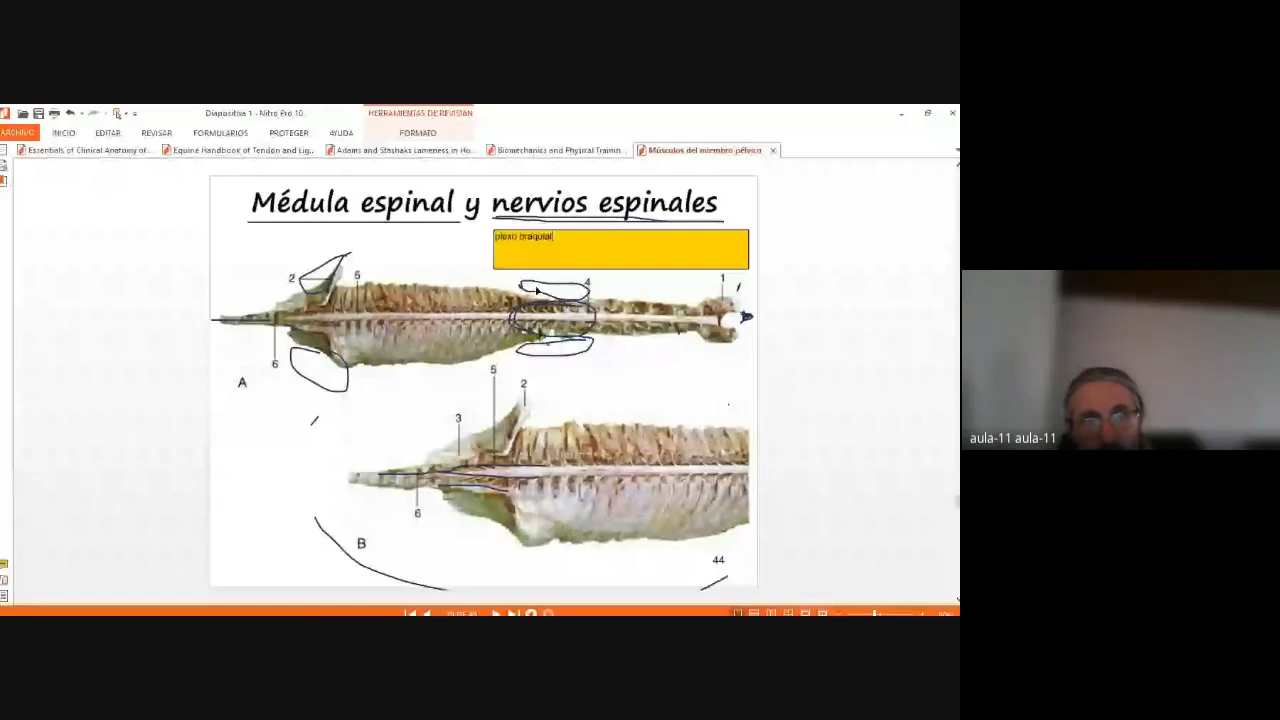 Diapositiva 1 - Nitro Pro 10
HERRAMIENTAS DE REVISIÓN
ARCHIVO INICIO EDITAR REVISAR FORMULARIOS PROTEGER AYUDA FORMATO
Essentials of Clinical Anatomy of... Equine Handbook of Tendon and Lig... Adams and Stashaks Lameness in Ho... Biomechanics and Physical Trainin... Músculos del miembro pélvico
Médula espinal y nervios espinales
plexo braquial
2 5 4 1
6
A
5
2
3
6
B
44
aula-11 aula-11